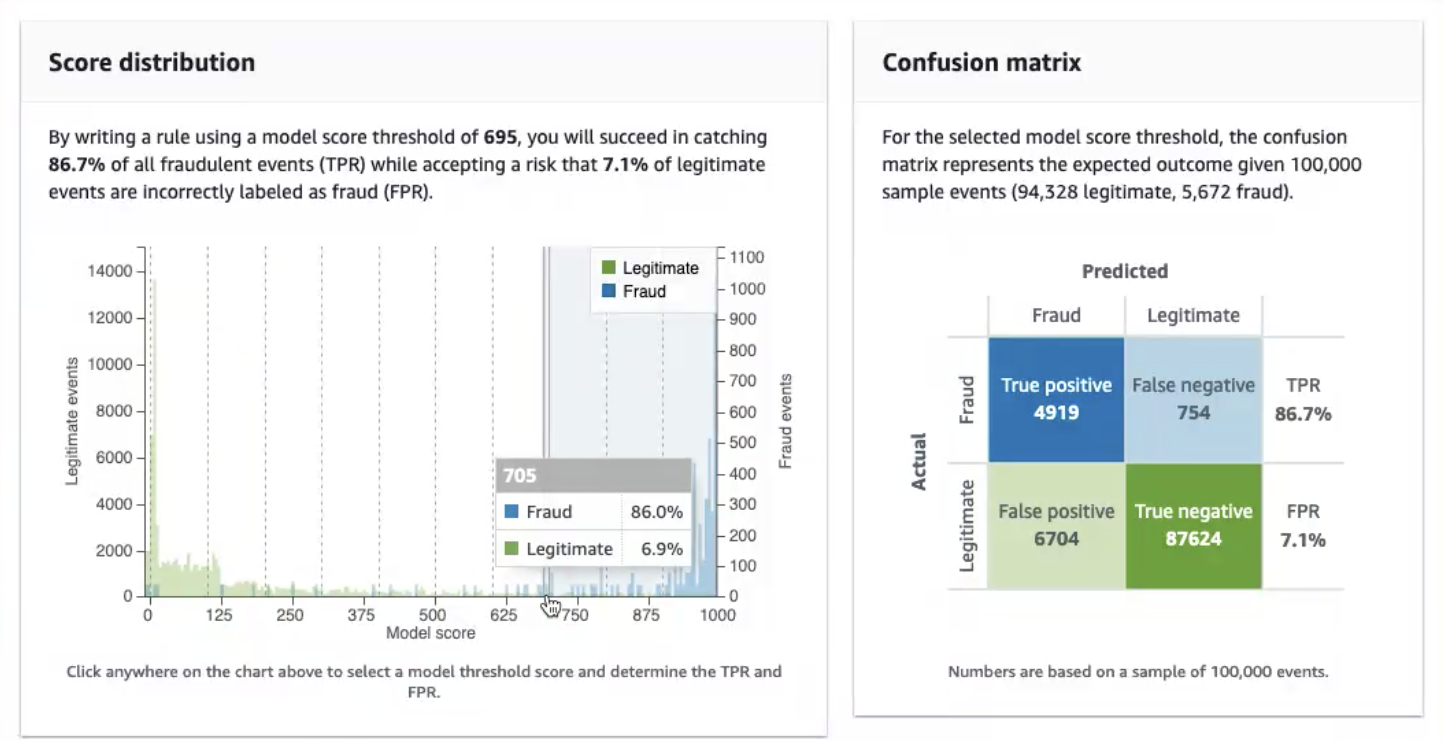 Score distribution
By writing a rule using a model score threshold of 695, you will succeed in catching
86.7% of all fraudulent events (TPR) while accepting a risk that 7.1% of legitimate
events are incorrectly labeled as fraud (FPR).
Legitimate events
14000
12000
10000
8000
6000
4000
2000
0
Legitimate
Fraud
705
Fraud 86.0%
Legitimate 6.9%
1100
1000
900
800
700
600
500
400
300
200
100
0
Fraud events
0 125 250 375 500 625 750 875 1000
Model score
Click anywhere on the chart above to select a model threshold score and determine the TPR and
FPR.
Confusion matrix
For the selected model score threshold, the confusion
matrix represents the expected outcome given 100,000
sample events (94,328 legitimate, 5,672 fraud).
Predicted
Fraud Legitimate
Actual
Fraud
True positive
4919
False negative
754
TPR
86.7%
Legitimate
False positive
6704
True negative
87624
FPR
7.1%
Numbers are based on a sample of 100,000 events.